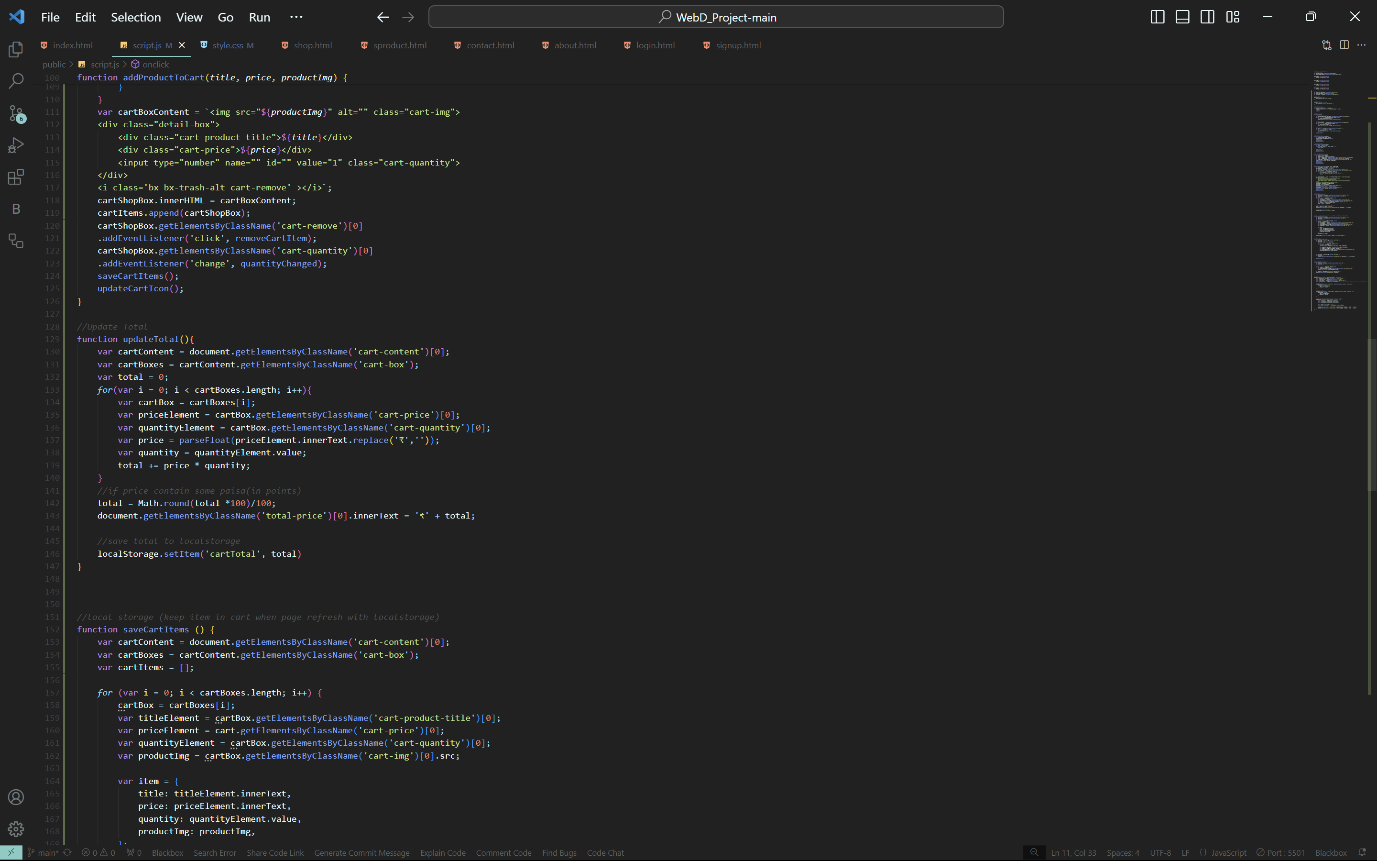 File Edit Selection View Go Run ··· WebD_Project-main
index.html script.js M style.css M shop.html sproduct.html contact.html about.html login.html signup.html
public > script.js > onclick
108 function addProductToCart(title, price, productImg) {
109 }
110 }
111 var cartBoxContent = `<img src="${productImg}" alt="" class="cart-img">
112 <div class="detail-box">
113 <div class="cart-product-title">${title}</div>
114 <div class="cart-price">${price}</div>
115 <input type="number" name="" id="" value="1" class="cart-quantity">
116 </div>
117 <i class='bx bx-trash-alt cart-remove' ></i>`;
118 cartShopBox.innerHTML = cartBoxContent;
119 cartItems.append(cartShopBox);
120 cartShopBox.getElementsByClassName('cart-remove')[0]
121 .addEventListener('click', removeCartItem);
122 cartShopBox.getElementsByClassName('cart-quantity')[0]
123 .addEventListener('change', quantityChanged);
124 saveCartItems();
125 updateCartIcon();
126 }
127
128 //update Total
129 function updateTotal(){
130 var cartContent = document.getElementsByClassName('cart-content')[0];
131 var cartBoxes = cartContent.getElementsByClassName('cart-box');
132 var total = 0;
133 for(var i = 0; i < cartBoxes.length; i++){
134 var cartBox = cartBoxes[i];
135 var priceElement = cartBox.getElementsByClassName('cart-price')[0];
136 var quantityElement = cartBox.getElementsByClassName('cart-quantity')[0];
137 var price = parseFloat(priceElement.innerText.replace('₹',''));
138 var quantity = quantityElement.value;
139 total += price * quantity;
140 }
141 //if price contain some paisa(in points)
142 total = Math.round(total *100)/100;
143 document.getElementsByClassName('total-price')[0].innerText = '₹' + total;
144
145 //save total to localstorage
146 localStorage.setItem('cartTotal', total)
147 }
148
149
150
151 //local storage (keep item in cart when page refresh with localstorage)
152 function saveCartItems () {
153 var cartContent = document.getElementsByClassName('cart-content')[0];
154 var cartBoxes = cartContent.getElementsByClassName('cart-box');
155 var cartItems = [];
156
157 for (var i = 0; i < cartBoxes.length; i++) {
158 cartBox = cartBoxes[i];
159 var titleElement = cartBox.getElementsByClassName('cart-product-title')[0];
160 var priceElement = cart.getElementsByClassName('cart-price')[0];
161 var quantityElement = cartBox.getElementsByClassName('cart-quantity')[0];
162 var productImg = cartBox.getElementsByClassName('cart-img')[0].src;
163
164 var item = {
165 title: titleElement.innerText,
166 price: priceElement.innerText,
167 quantity: quantityElement.value,
168 productImg: productImg,
169 };
main* 0 0 0 Blackbox Search Error Share Code Link Generate Commit Message Explain Code Comment Code Find Bugs Code Chat Ln 11, Col 33 Spaces: 4 UTF-8 LF JavaScript Port : 5501 Blackbox